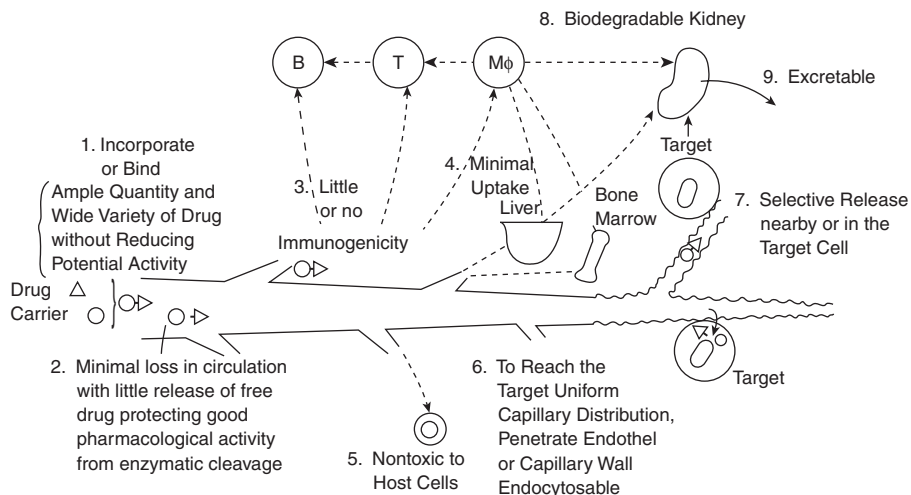 8. Biodegradable Kidney
B
T
Mϕ
9. Excretable
1. Incorporate
or Bind
Ample Quantity and
Wide Variety of Drug
without Reducing
Potential Activity
3. Little
or no
Immunogenicity
4. Minimal
Uptake
Liver
Bone
Marrow
Target
7. Selective Release
nearby or in the
Target Cell
Drug
Carrier
2. Minimal loss in circulation
with little release of free
drug protecting good
pharmacological activity
from enzymatic cleavage
5. Nontoxic to
Host Cells
6. To Reach the
Target Uniform
Capillary Distribution,
Penetrate Endothel
or Capillary Wall
Endocytosable
Target